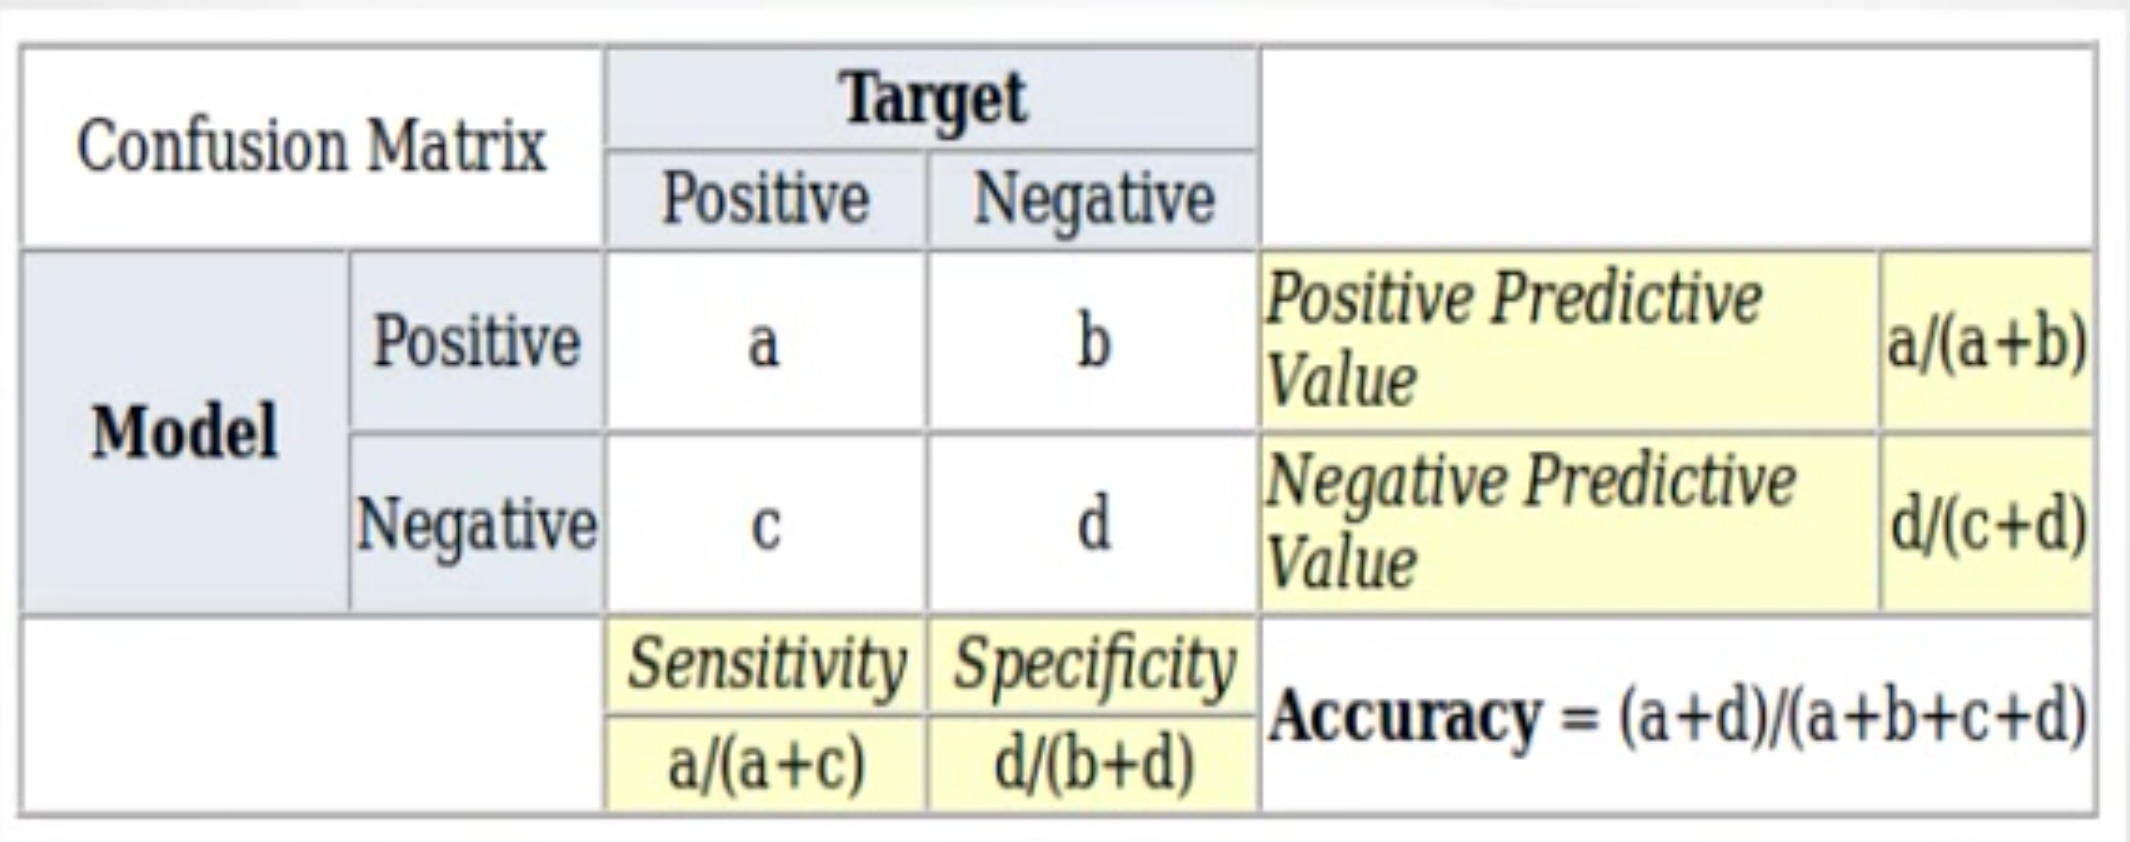 Confusion Matrix
Target
Positive
Negative
Model
Positive
a
b
Positive Predictive
Value
a/(a+b)
Negative
c
d
Negative Predictive
Value
d/(c+d)
Sensitivity
Specificity
a/(a+c)
d/(b+d)
Accuracy = (a+d)/(a+b+c+d)